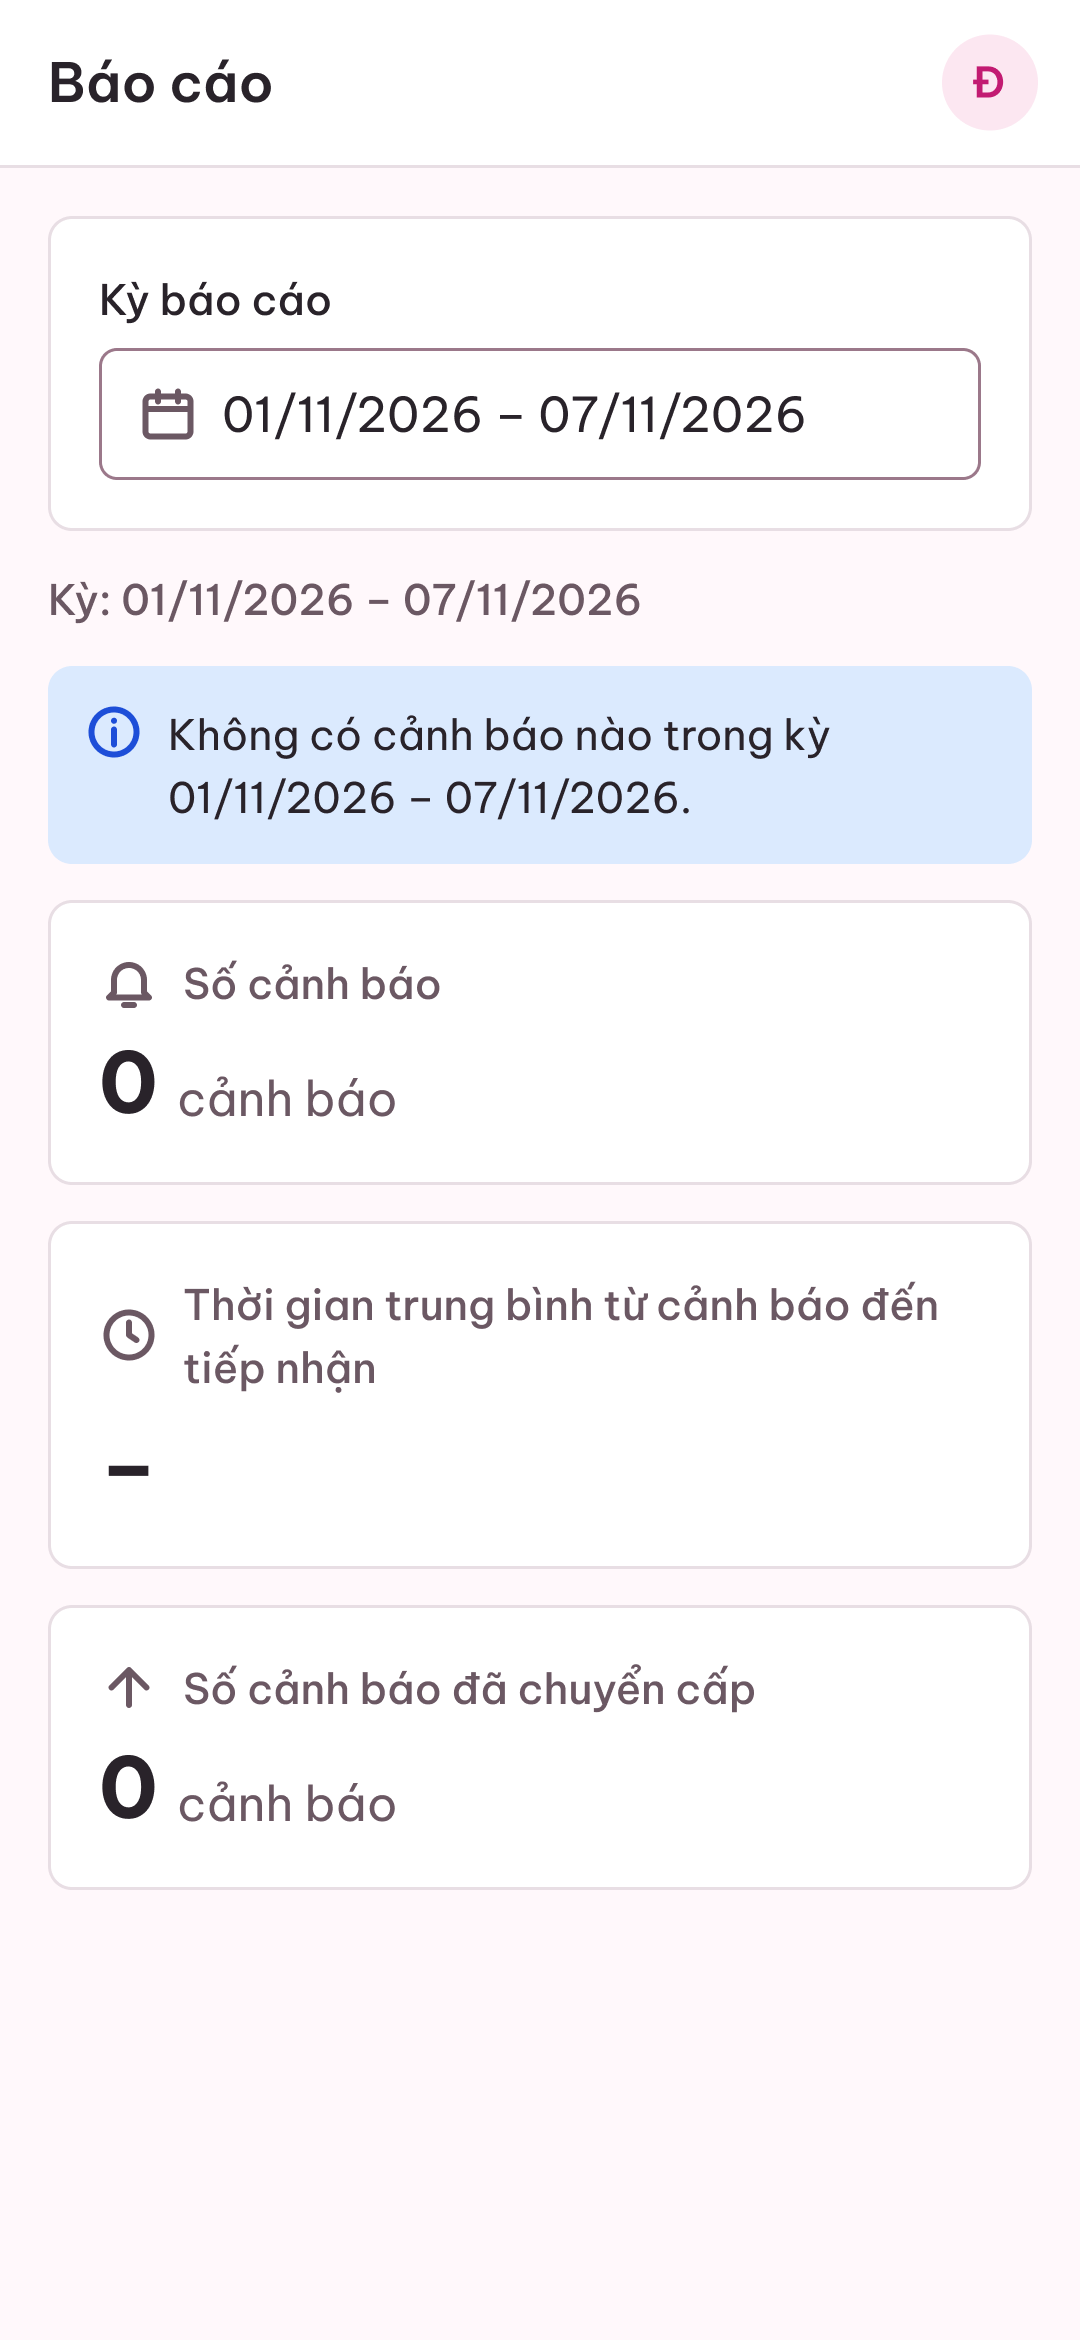 Báo cáo
Đ
Kỳ báo cáo
01/11/2026 – 07/11/2026
Kỳ: 01/11/2026 – 07/11/2026
Không có cảnh báo nào trong kỳ
01/11/2026 – 07/11/2026.
Số cảnh báo
0 cảnh báo
Thời gian trung bình từ cảnh báo đến
tiếp nhận
–
Số cảnh báo đã chuyển cấp
0 cảnh báo